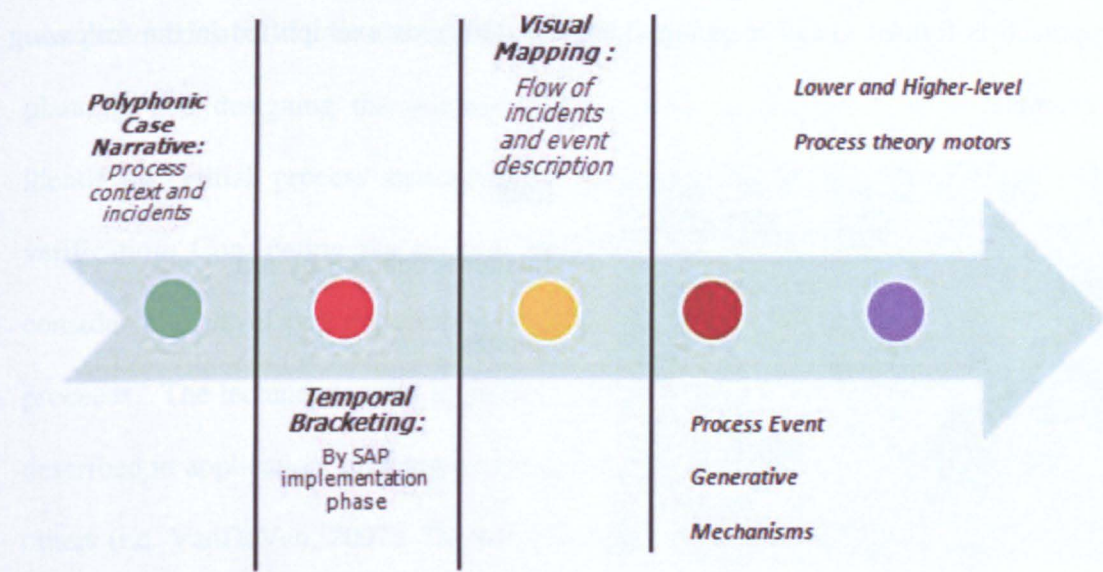 Polyphonic
Case
Narrative:
process
context and
incidents
Temporal
Bracketing:
By SAP
implementation
phase
Visual
Mapping :
Flow of
incidents
and event
description
Lower and Higher-level
Process theory motors
Process Event
Generative
Mechanisms